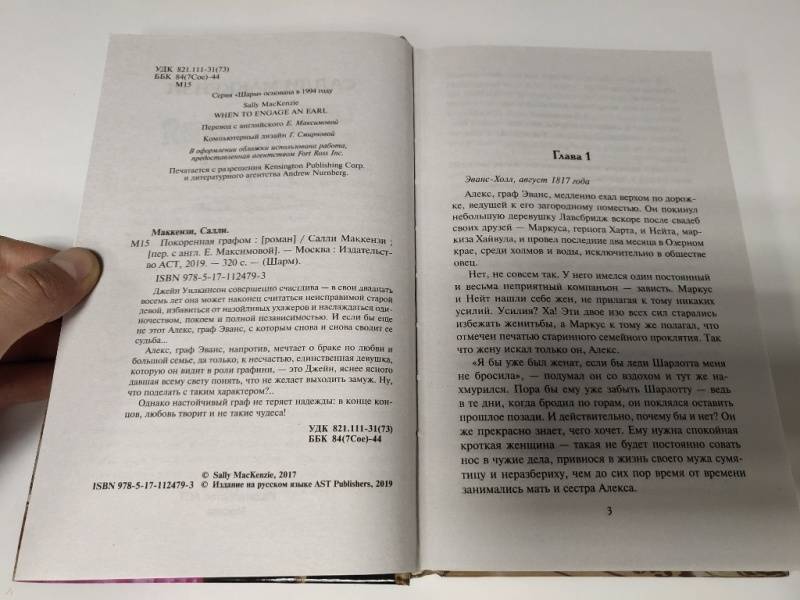 УДК 821.111-31(73)
ББК 84(7Сое)-44
М15
Серия «Шарм» основана в 1994 году
Sally MacKenzie
WHEN TO ENGAGE AN EARL
Перевод с английского Е. Максимовой
Компьютерный дизайн Г. Смирновой
В оформлении обложки использована работа,
предоставленная агентством Fort Ross Inc.
Печатается с разрешения Kensington Publishing Corp.
и литературного агентства Andrew Nurnberg.
Маккензи, Салли.
М15 Покоренная графом : [роман] / Салли Маккензи ;
[пер. с англ. Е. Максимовой]. — Москва : Издательст-
во АСТ, 2019. — 320 с. — (Шарм).
ISBN 978-5-17-112479-3
Джейн Уилкинсон совершенно счастлива — в свои двадцать
восемь лет она может наконец считаться неисправимой старой
девой, избавиться от назойливых ухажеров и наслаждаться оди-
ночеством, покоем и полной независимостью. И если бы еще
не этот Алекс, граф Эванс, с которым снова и снова сводит ее
судьба...
Алекс, граф Эванс, напротив, мечтает о браке по любви и
большой семье, да только, к несчастью, единственная девушка,
которую он видит в роли графини, — это Джейн, яснее ясного
давшая всему свету понять, что не желает выходить замуж. Ну,
что поделать с таким характером?..
Однако настойчивый граф не теряет надежды: в конце кон-
цов, любовь творит и не такие чудеса!
УДК 821.111-31(73)
ББК 84(7Сое)-44
© Sally MacKenzie, 2017
ISBN 978-5-17-112479-3 © Издание на русском языке AST Publishers, 2019
Глава 1
Эванс-Холл, август 1817 года
Алекс, граф Эванс, медленно ехал верхом по дорож-
ке, ведущей к его загородному поместью. Он покинул
небольшую деревушку Лавсбридж вскоре после свадеб
своих друзей — Маркуса, герцога Харта, и Нейта, мар-
киза Хайвула, и провел последние два месяца в Озерном
крае, среди холмов и воды, исключительно в обществе
овец.
Нет, не совсем так. У него имелся один постоянный
и весьма неприятный компаньон — зависть. Маркус
и Нейт нашли себе жен, не прилагая к тому никаких
усилий. Усилия? Ха! Эти двое изо всех сил старались
избежать женитьбы, а Маркус к тому же полагал, что
отмечен печатью старинного семейного проклятия. Так
что жену искал только он, Алекс.
«Я бы уже был женат, если бы леди Шарлотта меня
не бросила», — подумал он со вздохом и тут же на-
хмурился. Пора бы ему уже забыть Шарлотту — ведь
в те дни, когда бродил по горам, он поклялся оставить
прошлое позади. И действительно, почему бы и нет? Он
же прекрасно знает, чего хочет. Ему нужна спокойная
кроткая женщина — такая не будет постоянно совать
нос в чужие дела, привнося в жизнь своего мужа сумя-
тицу и неразбериху, чем до сих пор время от времени
занимались мать и сестра Алекса.
3